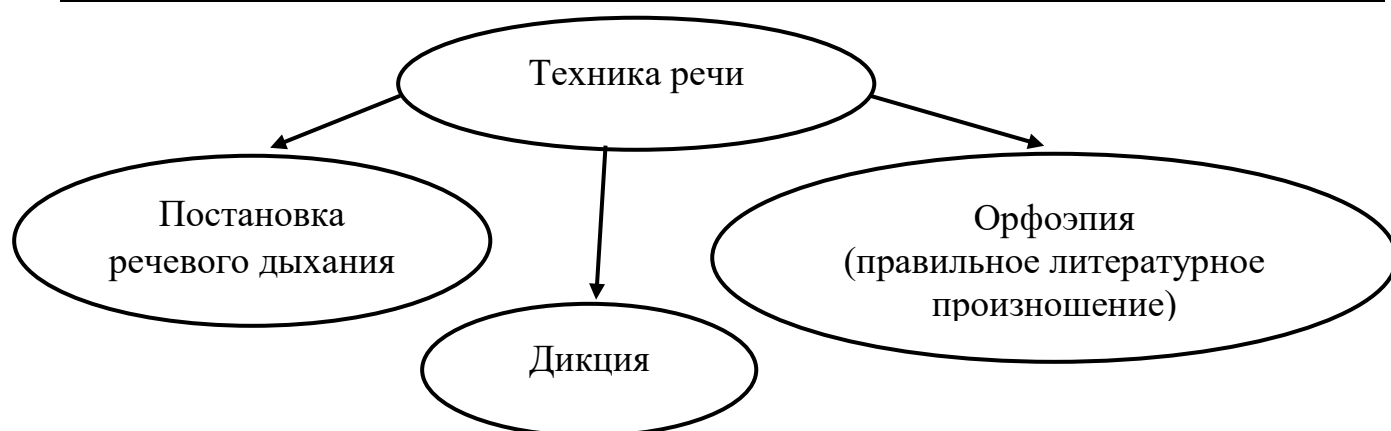 Техника речи
Постановка
речевого дыхания
Орфоэпия
(правильное литературное
произношение)
Дикция